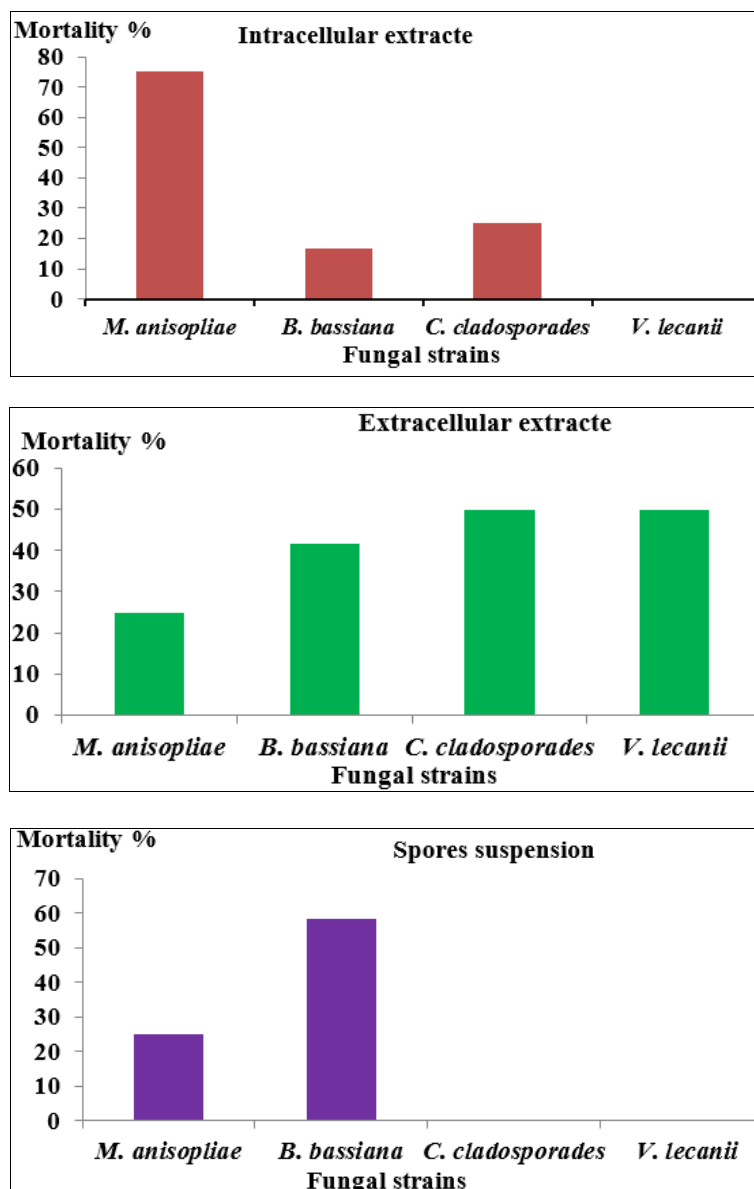 Mortality %
Intracellular extracte
80
70
60
50
40
30
20
10
0
M. anisopliae B. bassiana C. cladosporades V. lecanii
Fungal strains
Extracellular extracte
Mortality %
60
50
40
30
20
10
0
M. anisopliae B. bassiana C. cladosporades V. lecanii
Fungal strains
Mortality %
Spores suspension
70
60
50
40
30
20
10
0
M. anisopliae B. bassiana C. cladosporades V. lecanii
Fungal strains